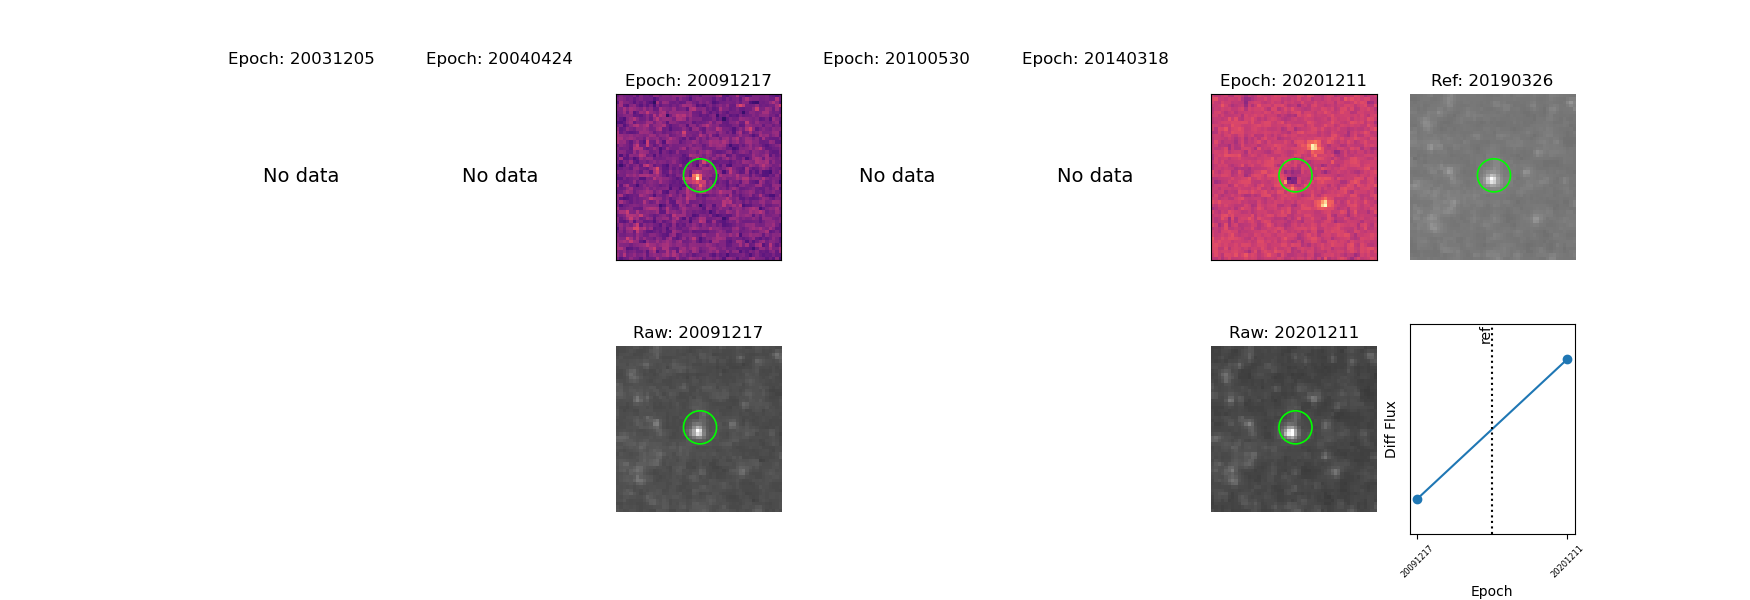 Epoch: 20031205
Epoch: 20040424
Epoch: 20091217
Epoch: 20100530
Epoch: 20140318
Epoch: 20201211
Ref: 20190326
No data
No data
No data
No data
Raw: 20091217
Raw: 20201211
ref
Diff Flux
20091217
20201211
Epoch